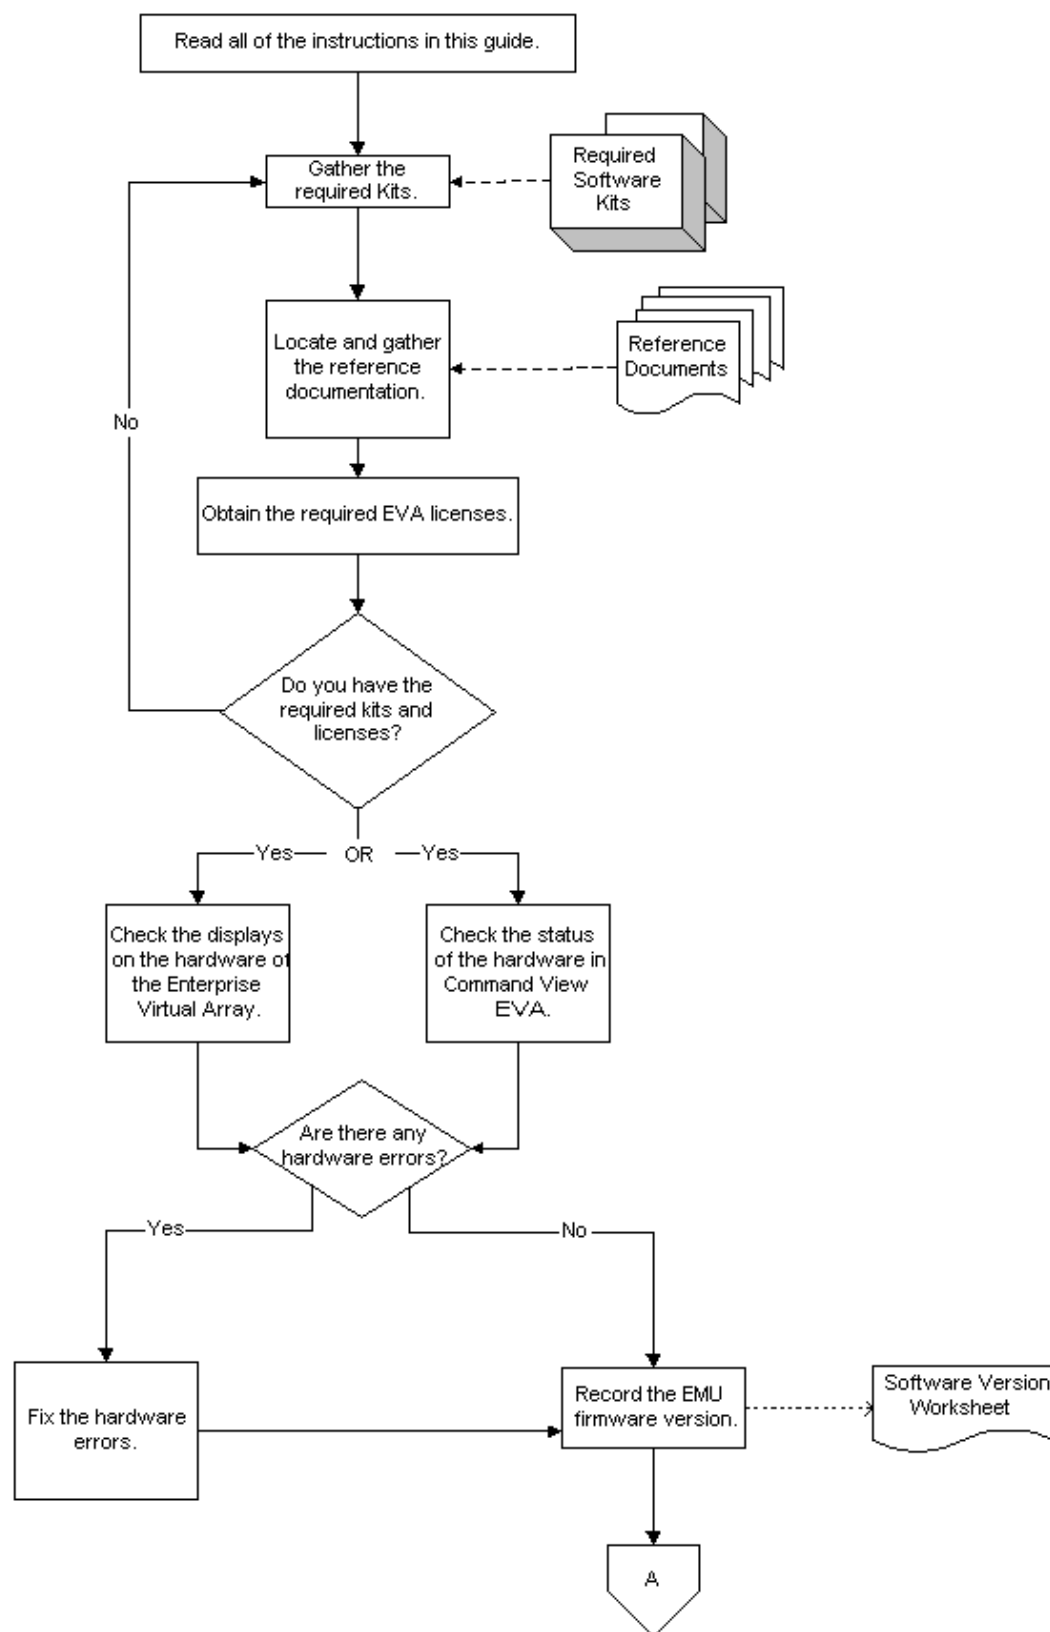 Read all of the instructions in this guide.
Gather the
required Kits.
Required
Software
Kits
Locate and gather
the reference
documentation.
Reference
Documents
No
Obtain the required EVA licenses.
Do you have the
required kits and
licenses?
Yes OR Yes
Check the displays
on the hardware of
the Enterprise
Virtual Array.
Check the status
of the hardware in
Command View
EVA.
Are there any
hardware errors?
Yes
No
Fix the hardware
errors.
Record the EMU
firmware version.
Software Version
Worksheet
A